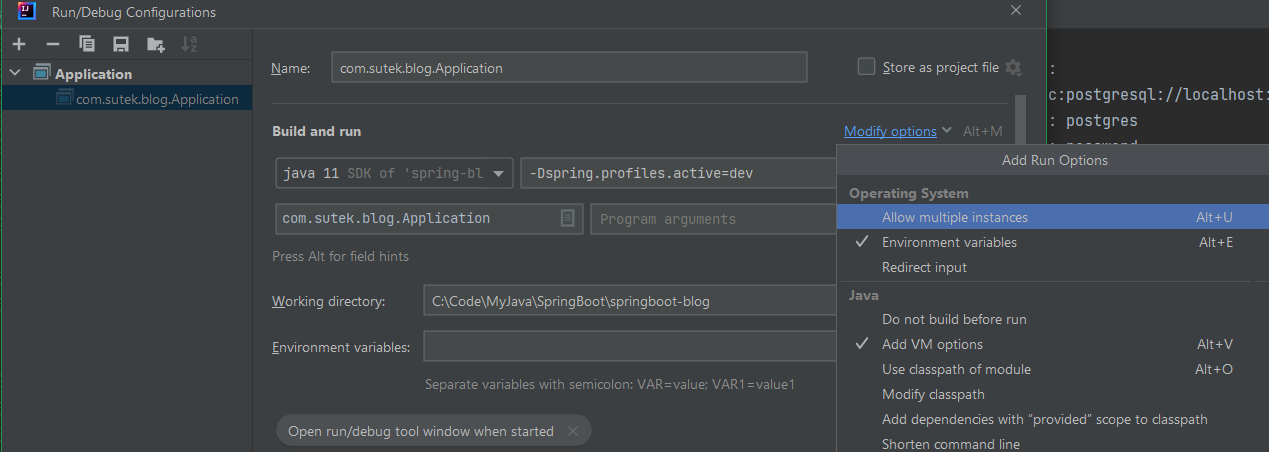 Run/Debug Configurations
Application
com.sutek.blog.Application
Name: com.sutek.blog.Application Store as project file
Build and run Modify options Alt+M
java 11 SDK of 'spring-bl -Dspring.profiles.active=dev
com.sutek.blog.Application Program arguments
Press Alt for field hints
Working directory: C:\Code\MyJava\SpringBoot\springboot-blog
Environment variables:
Separate variables with semicolon: VAR=value; VAR1=value1
Open run/debug tool window when started
:
c:postgresql://localhost:
: postgres
Add Run Options
Operating System
Allow multiple instances Alt+U
Environment variables Alt+E
Redirect input
Java
Do not build before run
Add VM options Alt+V
Use classpath of module Alt+O
Modify classpath
Add dependencies with “provided” scope to classpath
Shorten command line